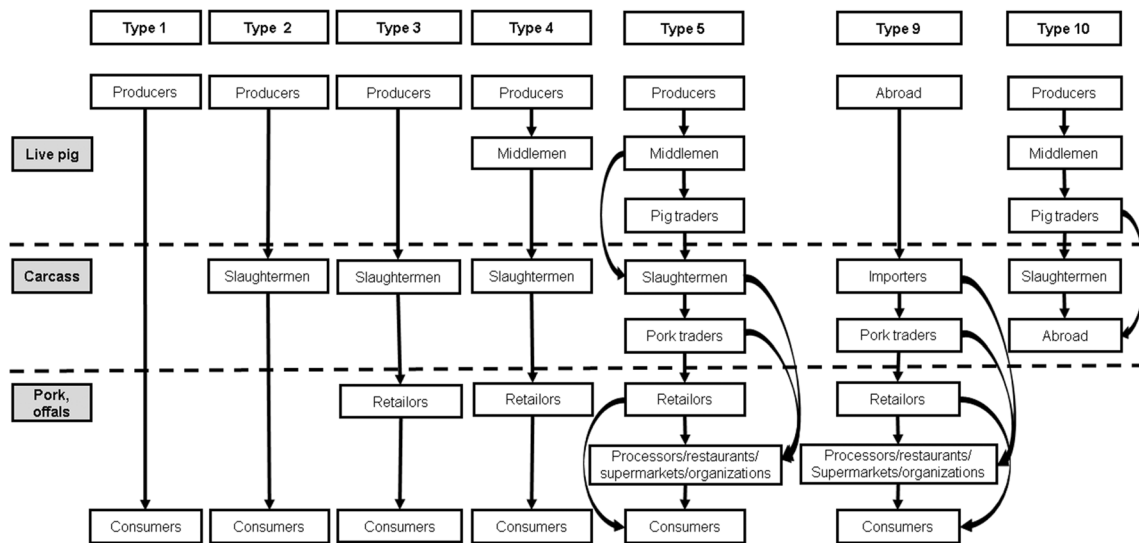 Type 1
Type 2
Type 3
Type 4
Type 5
Type 9
Type 10
Producers
Producers
Producers
Producers
Producers
Abroad
Producers
Live pig
Middlemen
Middlemen
Middlemen
Pig traders
Pig traders
Carcass
Slaughtermen
Slaughtermen
Slaughtermen
Slaughtermen
Importers
Slaughtermen
Pork traders
Pork traders
Abroad
Pork,
offals
Retailors
Retailors
Retailors
Retailors
Processors/restaurants/
supermarkets/organizations
Processors/restaurants/
Supermarkets/organizations
Consumers
Consumers
Consumers
Consumers
Consumers
Consumers